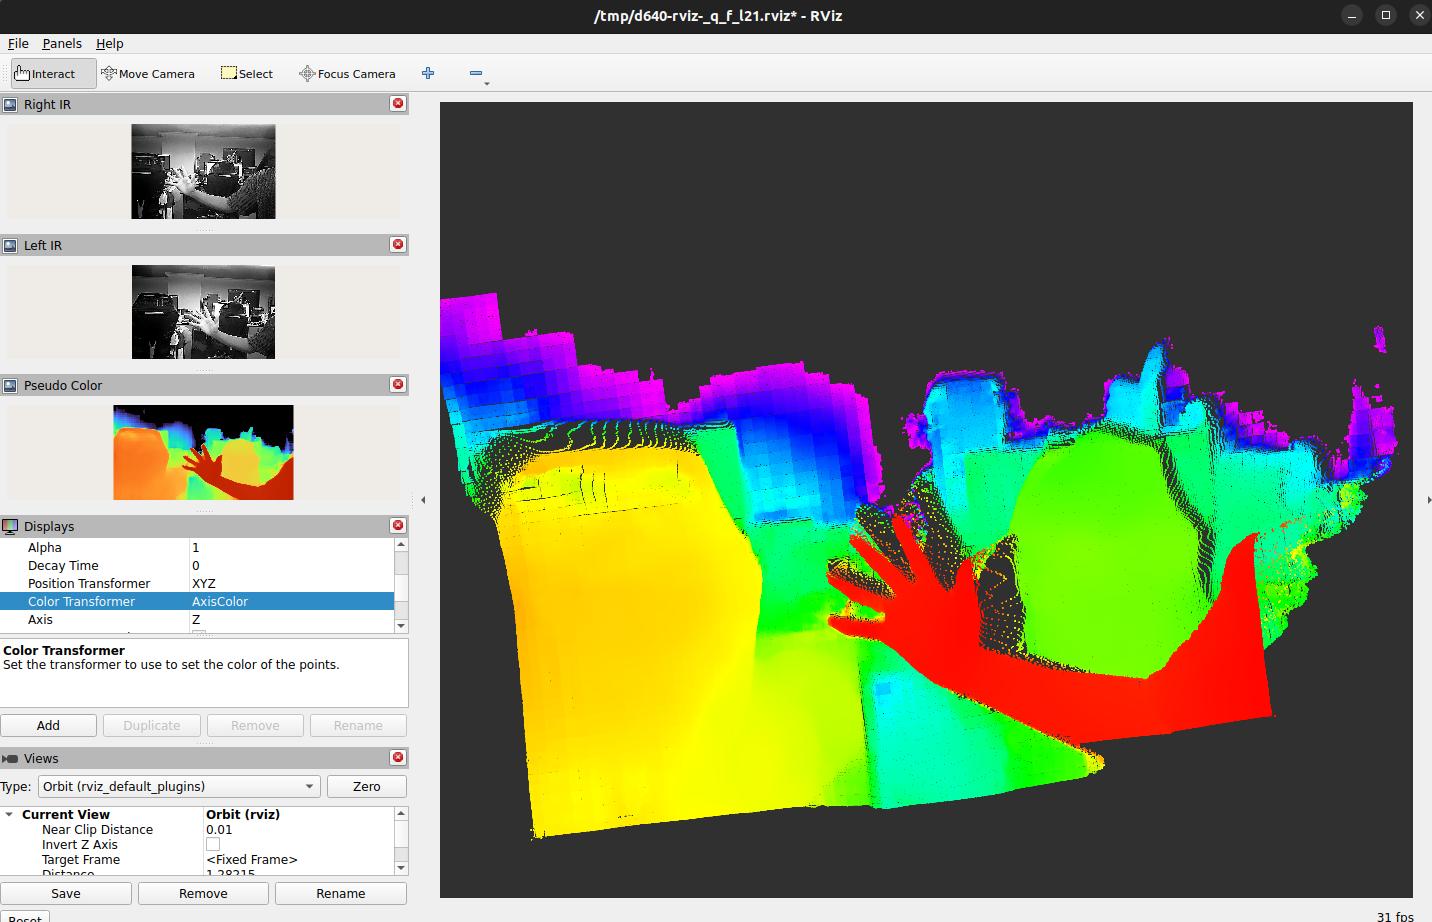 /tmp/d640-rviz-_q_f_l21.rviz* - RViz
File Panels Help
Interact Move Camera Select Focus Camera
Right IR
Left IR
Pseudo Color
Displays
Alpha 1
Decay Time 0
Position Transformer XYZ
Color Transformer AxisColor
Axis Z
Color Transformer
Set the transformer to use to set the color of the points.
Add Duplicate Remove Rename
Views
Type: Orbit (rviz_default_plugins) Zero
Current View Orbit (rviz)
Near Clip Distance 0.01
Invert Z Axis
Target Frame <Fixed Frame>
Distance 1.28215
Save Remove Rename
Reset
31 fps